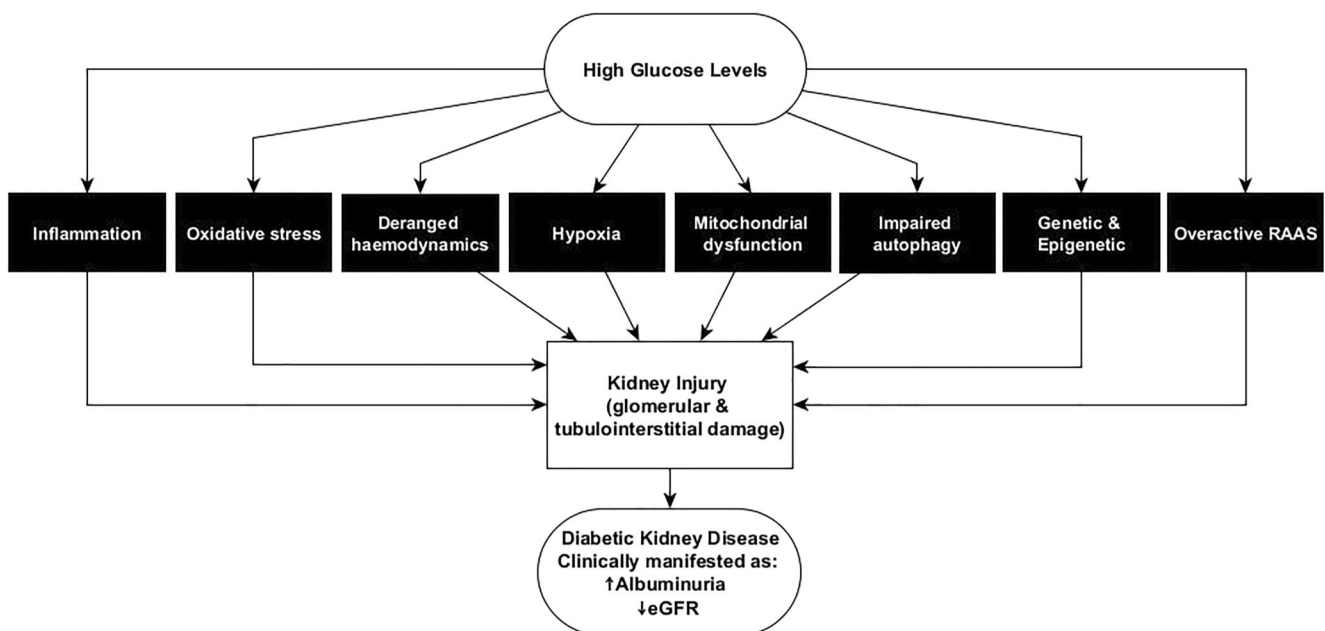 High Glucose Levels
Inflammation
Oxidative stress
Deranged
haemodynamics
Hypoxia
Mitochondrial
dysfunction
Impaired
autophagy
Genetic &
Epigenetic
Overactive RAAS
Kidney Injury
(glomerular &
tubulointerstitial damage)
Diabetic Kidney Disease
Clinically manifested as:
↑Albuminuria
↓eGFR